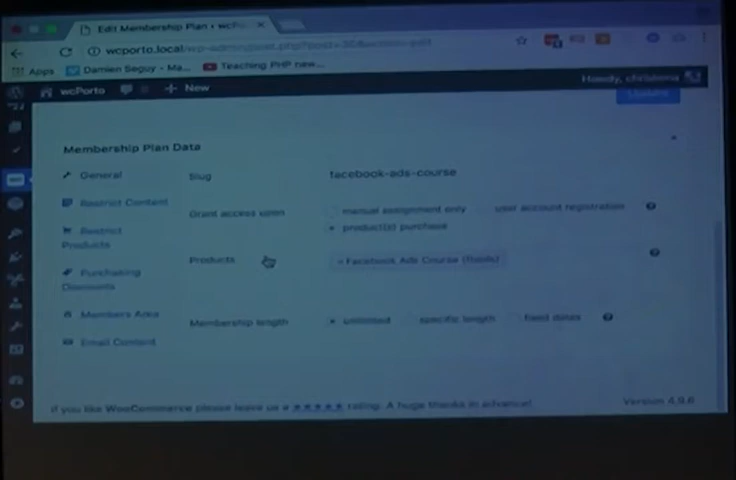 Edit Membership Plan • wcP
wcporto.local/wp-admin/post.php?post=36&action=edit
Apps Damien Seguy - Ma... Teaching PHP new...
wcPorto 0 + New Howdy, christema
Update
Membership Plan Data
General
Slug facebook-ads-course
Restrict Content
Grant access upon manual assignment only user account registration
product(s) purchase
Restrict Products
Products × Facebook Ads Course
Purchasing Discounts
Members Area
Membership length unlimited specific length fixed dates
Email Content
If you like WooCommerce please leave us a ★★★★★ rating. A huge thanks in advance!
Version 4.9.6